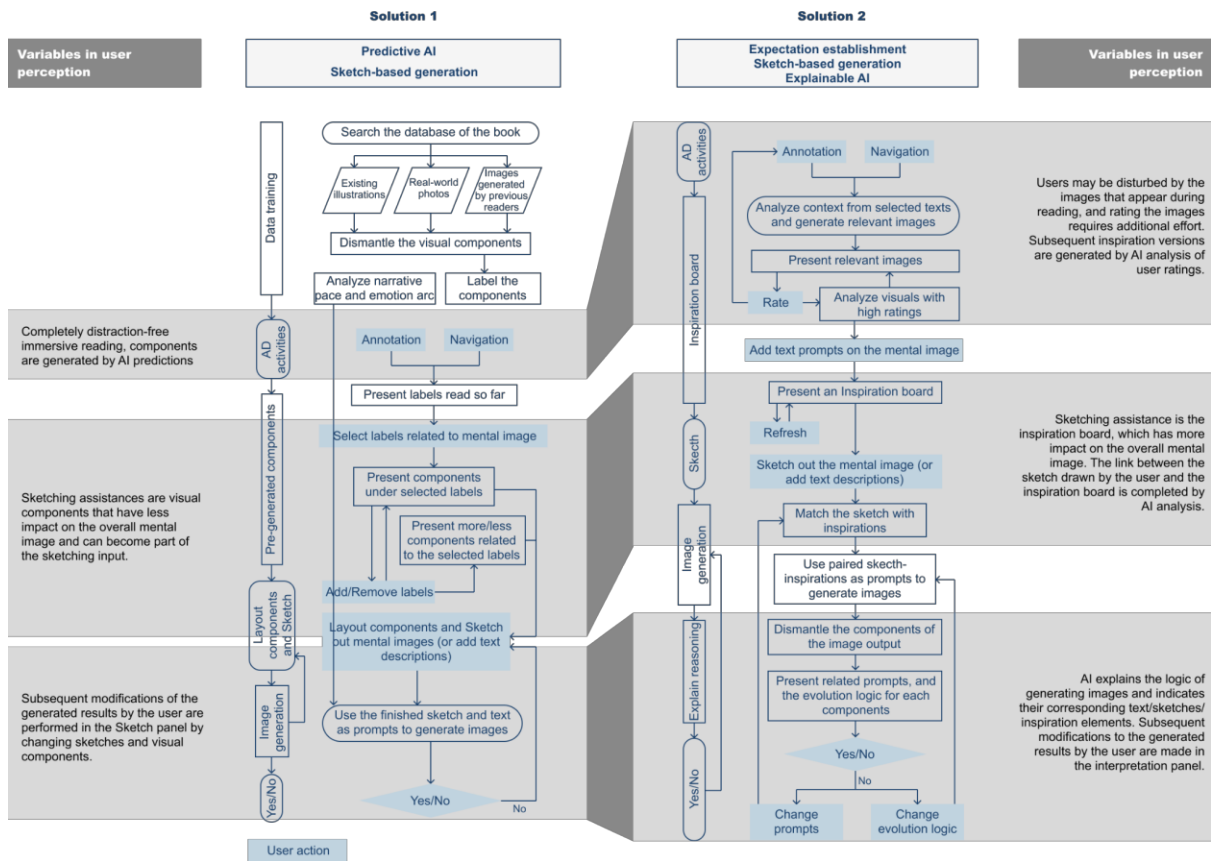 Solution 1
Solution 2
Variables in user
perception
Predictive AI
Sketch-based generation
Expectation establishment
Sketch-based generation
Explainable AI
Variables in user
perception
Completely distraction-free
immersive reading, components
are generated by AI predictions
Sketching assistances are visual
components that have less
impact on the overall mental
image and can become part
of the sketching input.
Subsequent modifications of the
generated results by the user are
performed in the Sketch panel by
changing sketches and visual
components.
Data training
AD
activities
Pre-generated components
Layout
components
and Sketch
Image
generation
Yes/No
Search the database of the book
Existing
illustrations
Real-world
photos
Images
generated
by previous
readers
Dismantle the visual components
Analyze narrative
pace and emotion arc
Label the
components
Annotation
Navigation
Present labels read so far
Select labels related to mental image
Present components
under selected labels
Present more/less
components related
to the selected labels
Add/Remove labels
Layout components and Sketch
out mental images (or add text
descriptions)
Use the finished sketch and text
as prompts to generate images
Yes/No
No
User action
AD
activities
Inspiration board
Skecth
Image
generation
Explain reasoning
Yes/No
Annotation
Navigation
Analyze context from selected texts
and generate relevant images
Present relevant images
Rate
Analyze visuals with
high ratings
Add text prompts on the mental image
Present an Inspiration board
Refresh
Sketch out the mental image (or
add text descriptions)
Match the sketch with
inspirations
Use paired skecth-
inspirations as prompts to
generate images
Dismantle the components of
the image output
Present related prompts, and
the evolution logic for each
components
Yes/No
No
Change
prompts
Change
evolution logic
Users may be disturbed by the
images that appear during
reading, and rating the images
requires additional effort.
Subsequent inspiration versions
are generated by AI analysis of
user ratings.
Sketching assistance is the
inspiration board, which has more
impact on the overall mental
image. The link between the
sketch drawn by the user and the
inspiration board is completed by
AI analysis.
AI explains the logic of
generating images and indicates
their corresponding text/sketches/
inspiration elements. Subsequent
modifications to the generated
results by the user are made in
the interpretation panel.